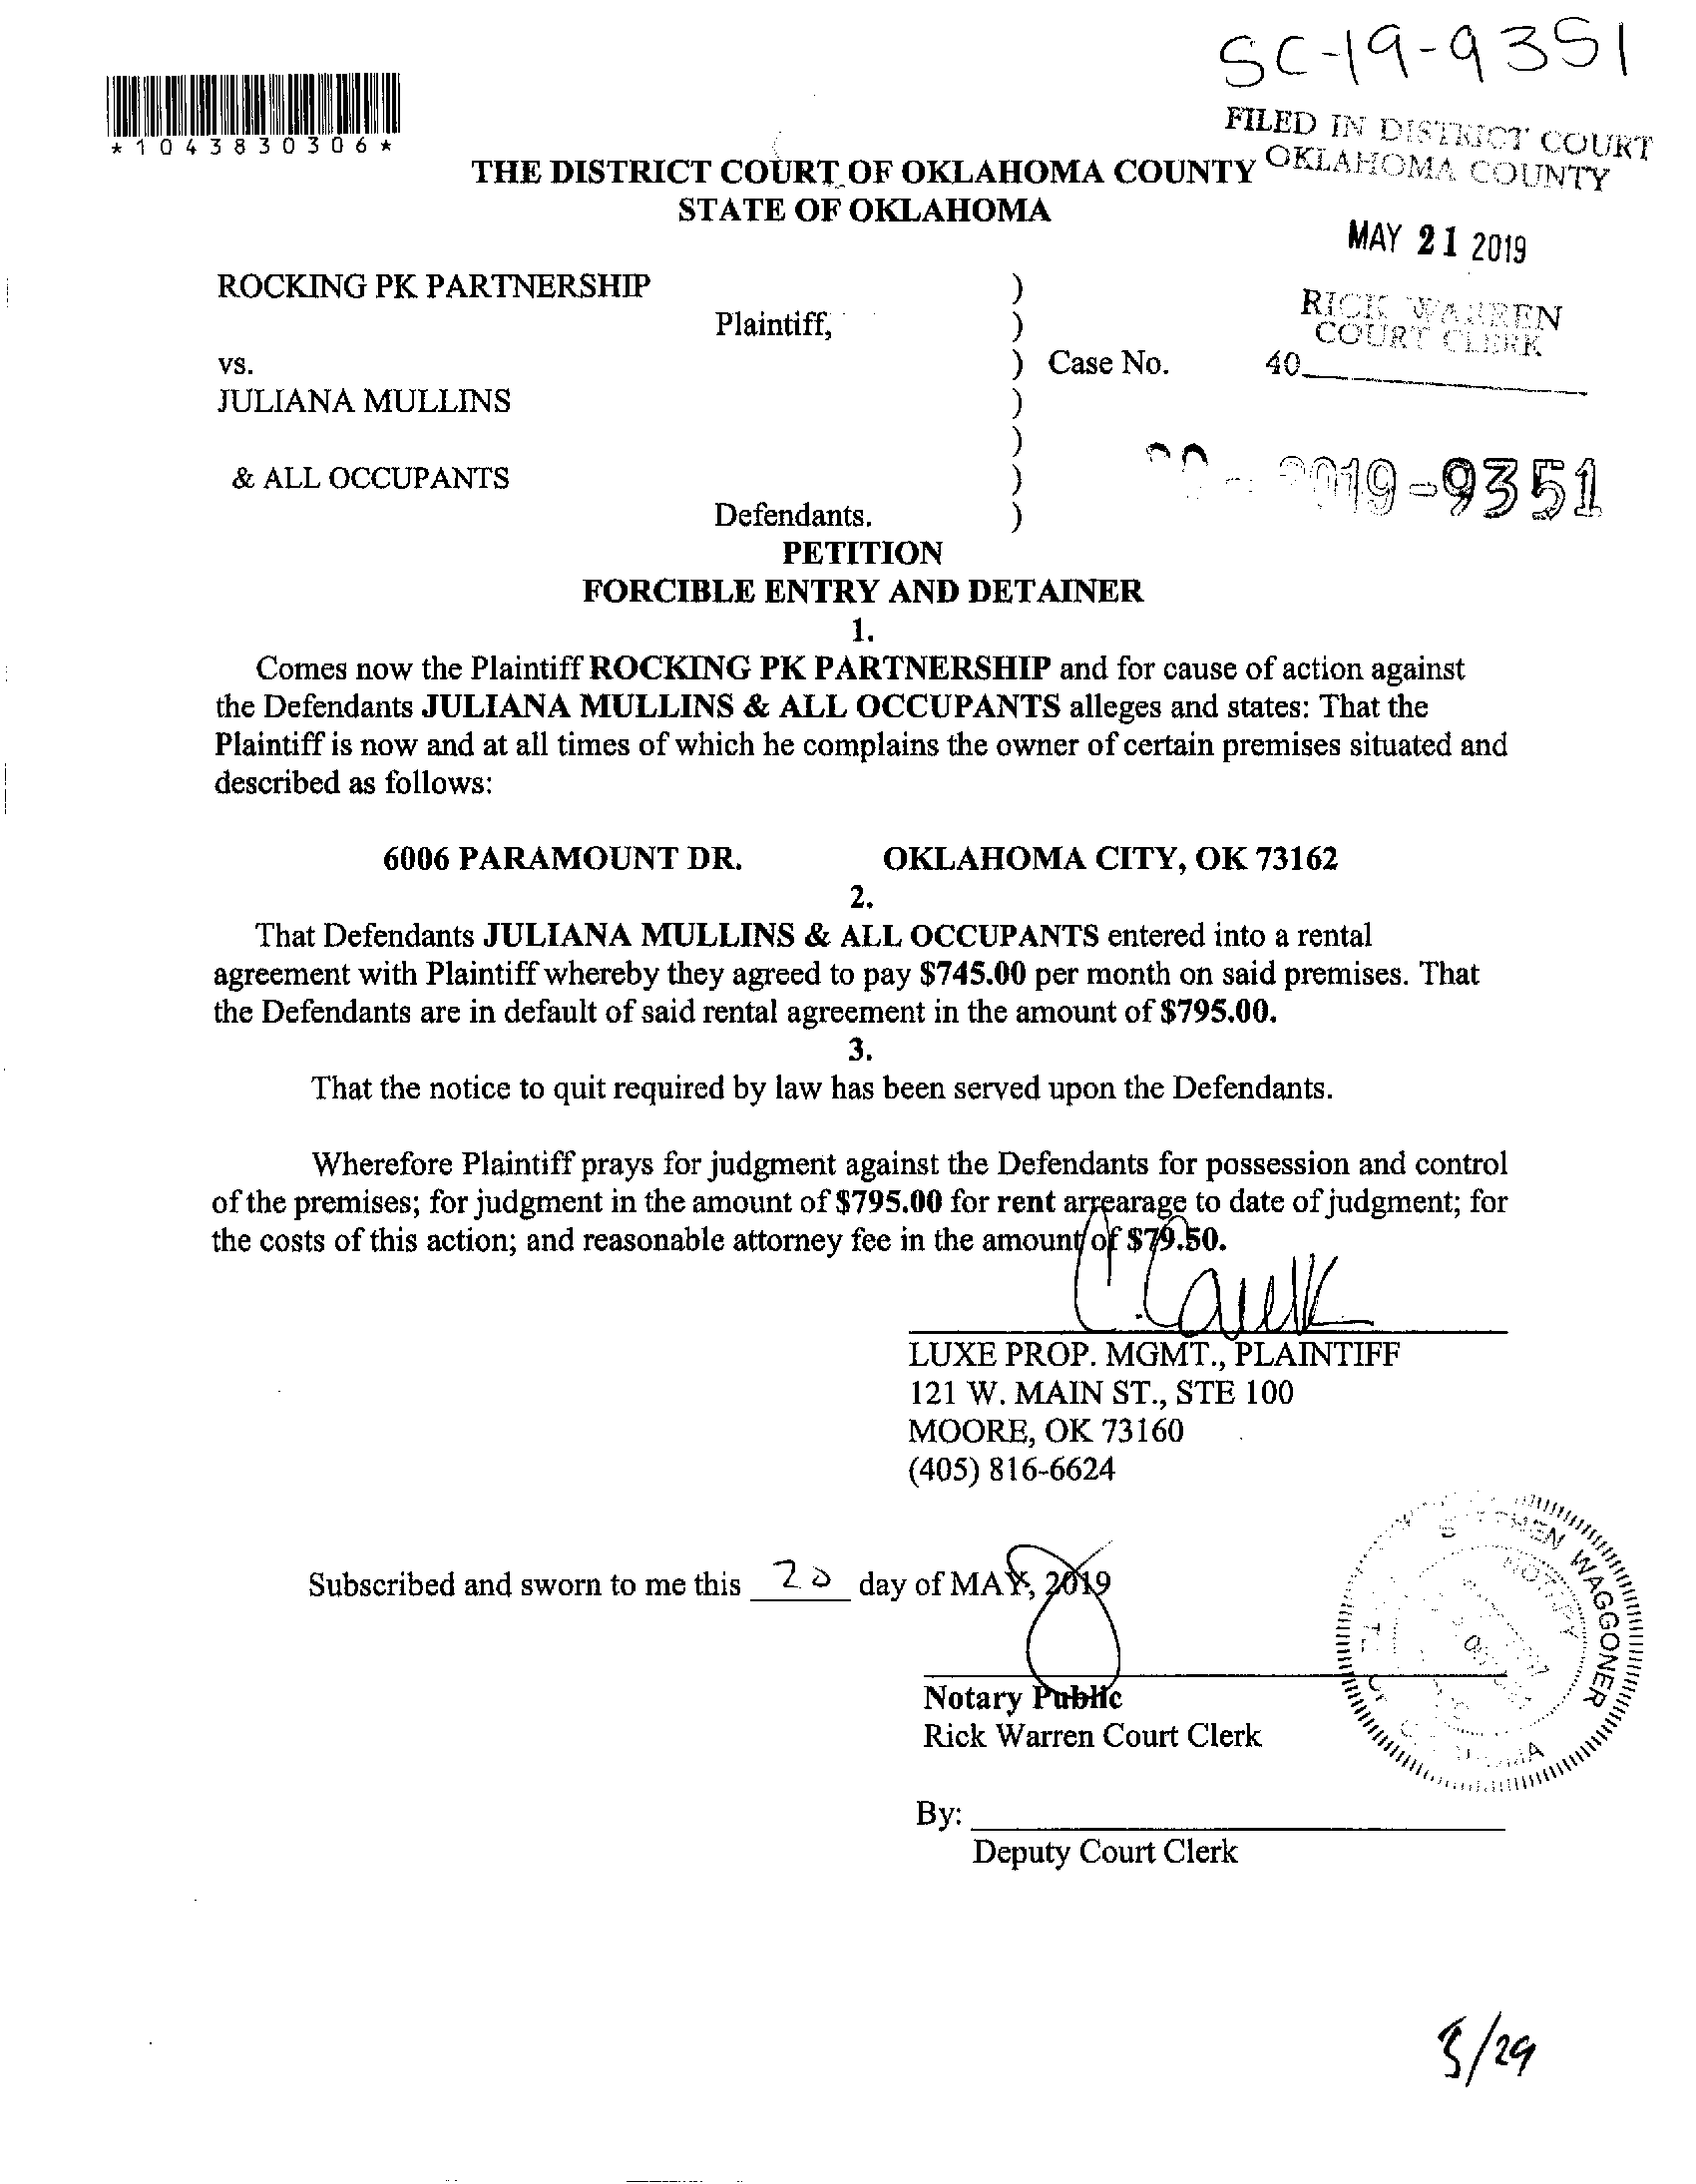 SC-19-9351
*1043830306*
FILED IN DISTRICT COURT
OKLAHOMA COUNTY
THE DISTRICT COURT OF OKLAHOMA COUNTY
STATE OF OKLAHOMA
MAY 21 2019
RICK WARREN
COURT CLERK
40
ROCKING PK PARTNERSHIP )
Plaintiff, )
vs. ) Case No.
JULIANA MULLINS )
)
& ALL OCCUPANTS )
2019-9351
Defendants. )
PETITION
FORCIBLE ENTRY AND DETAINER
1.
Comes now the Plaintiff ROCKING PK PARTNERSHIP and for cause of action against
the Defendants JULIANA MULLINS & ALL OCCUPANTS alleges and states: That the
Plaintiff is now and at all times of which he complains the owner of certain premises situated and
described as follows:
6006 PARAMOUNT DR. OKLAHOMA CITY, OK 73162
2.
That Defendants JULIANA MULLINS & ALL OCCUPANTS entered into a rental
agreement with Plaintiff whereby they agreed to pay $745.00 per month on said premises. That
the Defendants are in default of said rental agreement in the amount of $795.00.
3.
That the notice to quit required by law has been served upon the Defendants.
Wherefore Plaintiff prays for judgment against the Defendants for possession and control
of the premises; for judgment in the amount of $795.00 for rent arrearage to date of judgment; for
the costs of this action; and reasonable attorney fee in the amount of $79.50.
C. Caulk
LUXE PROP. MGMT., PLAINTIFF
121 W. MAIN ST., STE 100
MOORE, OK 73160
(405) 816-6624
Subscribed and sworn to me this 20 day of MAY, 2019
WAGGONER
NOTARY
Notary Public
Rick Warren Court Clerk
By:
Deputy Court Clerk
5/29